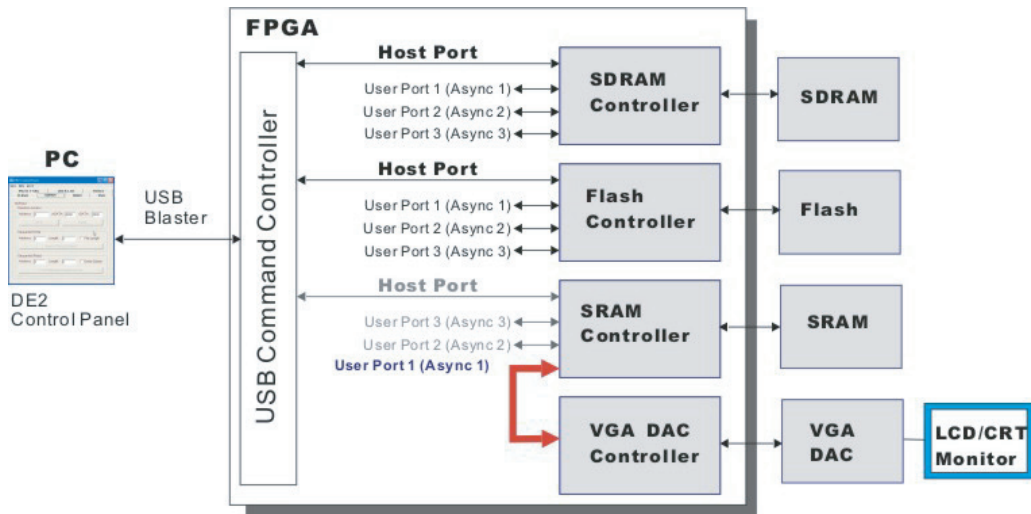 FPGA
PC
USB
Blaster
DE2
Control Panel
USB Command Controller
Host Port
User Port 1 (Async 1)
User Port 2 (Async 2)
User Port 3 (Async 3)
SDRAM
Controller
SDRAM
Host Port
User Port 1 (Async 1)
User Port 2 (Async 2)
User Port 3 (Async 3)
Flash
Controller
Flash
Host Port
User Port 3 (Async 3)
User Port 2 (Async 2)
User Port 1 (Async 1)
SRAM
Controller
SRAM
VGA DAC
Controller
VGA
DAC
LCD/CRT
Monitor